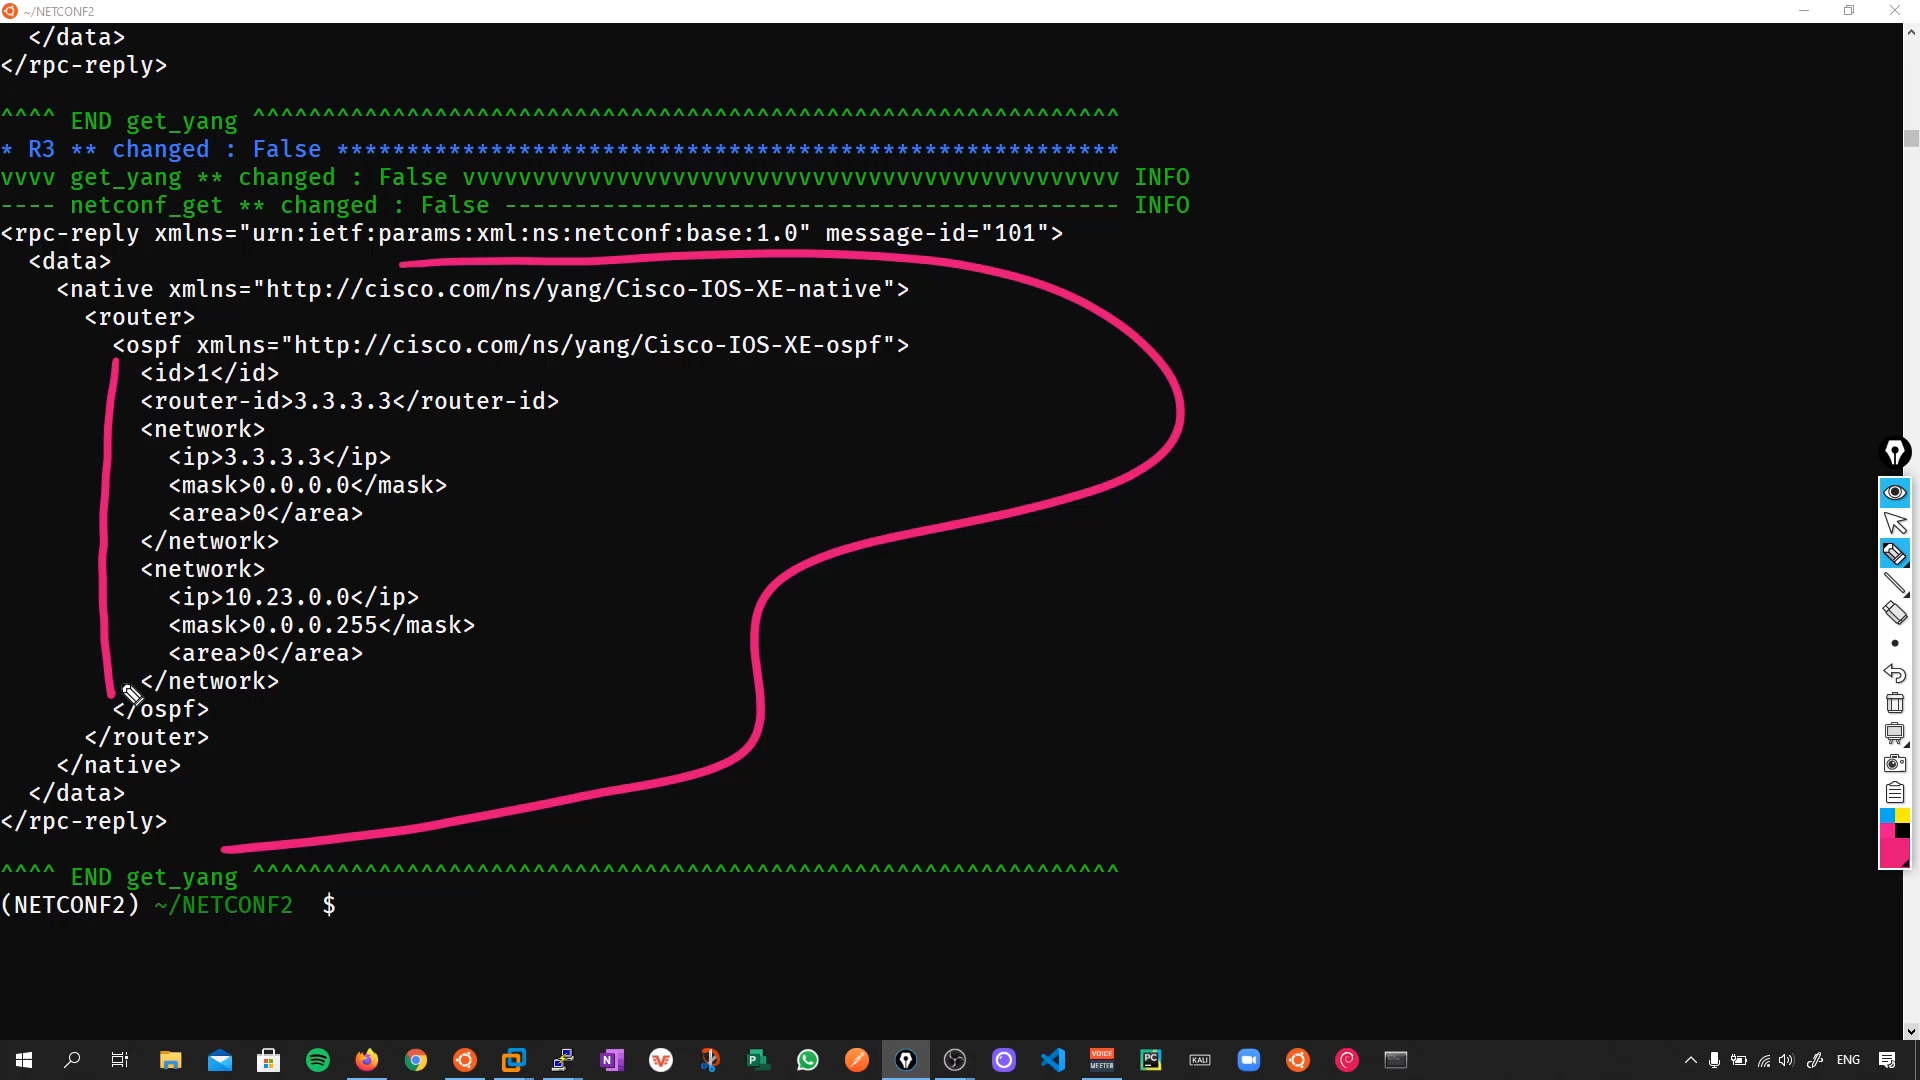 ~/NETCONF2
  </data>
</rpc-reply>
^^^^ END get_yang ^^^^^^^^^^^^^^^^^^^^^^^^^^^^^^^^^^^^^^^^^^^^^^^^^^^^^^^^^^^^^^
* R3 ** changed : False ********************************************************
vvvv get_yang ** changed : False vvvvvvvvvvvvvvvvvvvvvvvvvvvvvvvvvvvvvvvvvvvvvvv INFO
---- netconf_get ** changed : False -------------------------------------------- INFO
<rpc-reply xmlns="urn:ietf:params:xml:ns:netconf:base:1.0" message-id="101">
  <data>
    <native xmlns="http://cisco.com/ns/yang/Cisco-IOS-XE-native">
      <router>
        <ospf xmlns="http://cisco.com/ns/yang/Cisco-IOS-XE-ospf">
          <id>1</id>
          <router-id>3.3.3.3</router-id>
          <network>
            <ip>3.3.3.3</ip>
            <mask>0.0.0.0</mask>
            <area>0</area>
          </network>
          <network>
            <ip>10.23.0.0</ip>
            <mask>0.0.0.255</mask>
            <area>0</area>
          </network>
        </ospf>
      </router>
    </native>
  </data>
</rpc-reply>
^^^^ END get_yang ^^^^^^^^^^^^^^^^^^^^^^^^^^^^^^^^^^^^^^^^^^^^^^^^^^^^^^^^^^^^^^
(NETCONF2) ~/NETCONF2  $
VOICE
MEETER
PC
KALI
ENG